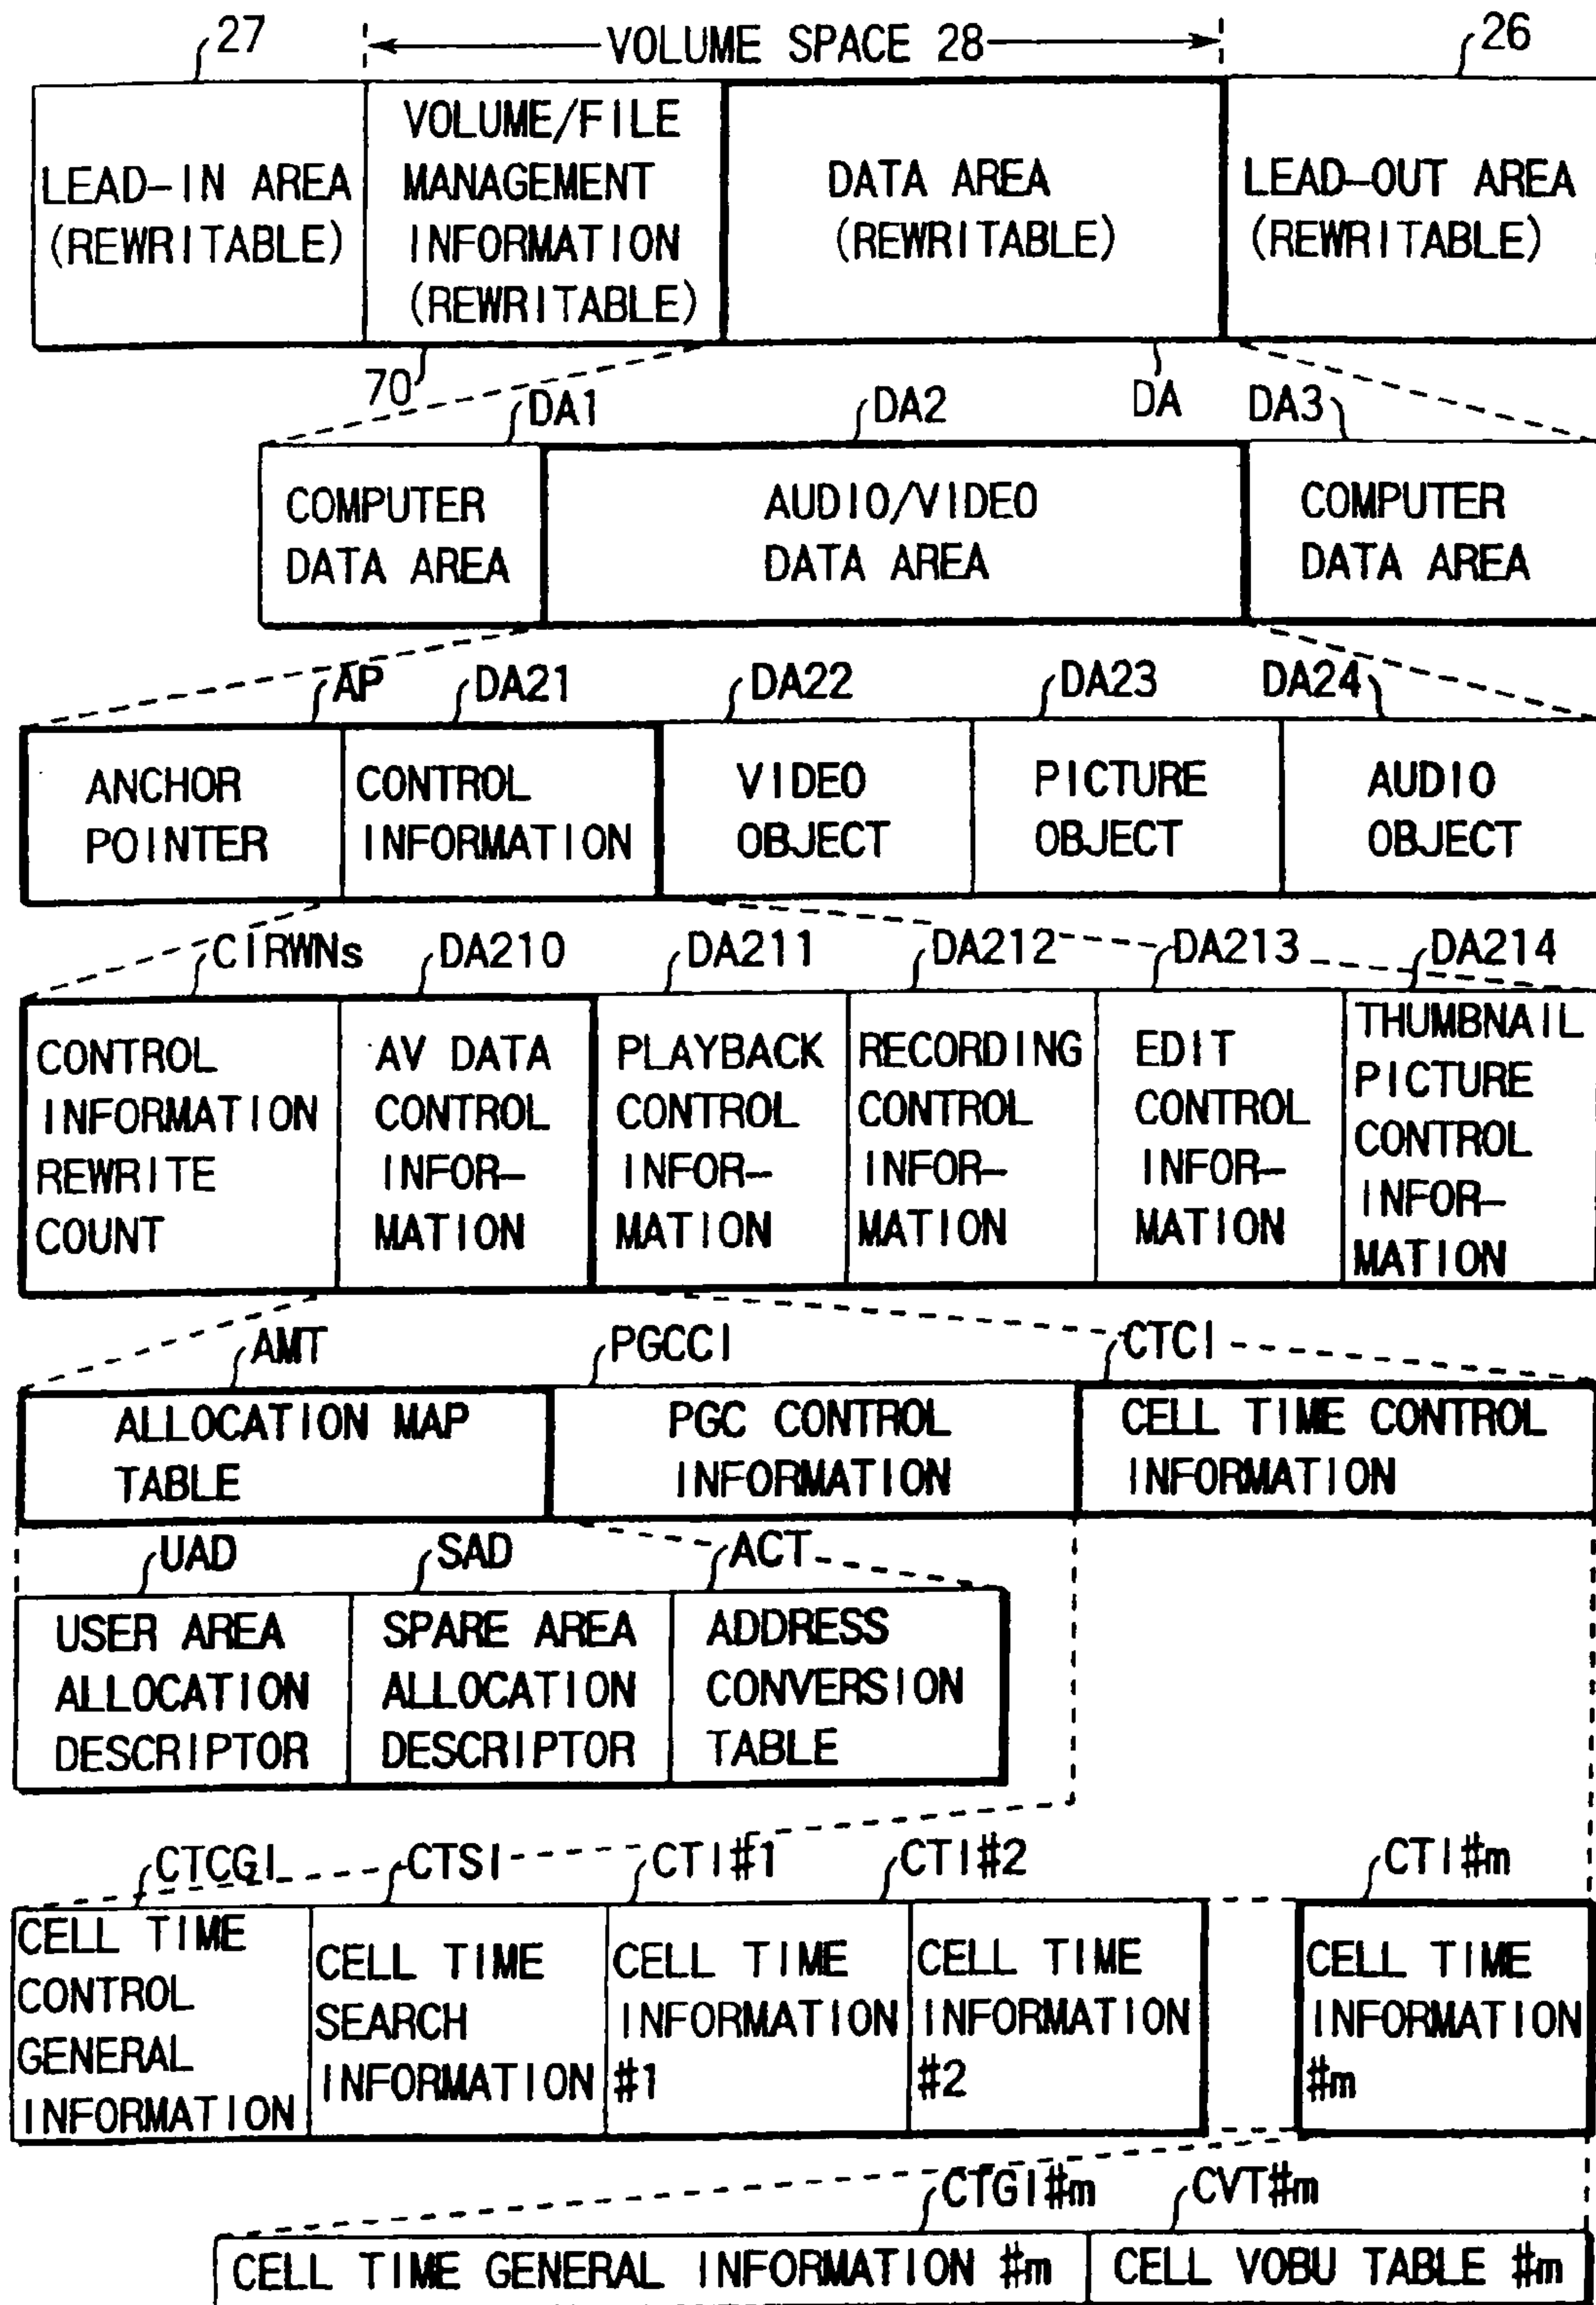 27
VOLUME SPACE 28
26
LEAD-IN AREA
(REWRITABLE)
VOLUME/FILE
MANAGEMENT
INFORMATION
(REWRITABLE)
DATA AREA
(REWRITABLE)
LEAD-OUT AREA
(REWRITABLE)
70
DA1
DA2
DA
DA3
COMPUTER
DATA AREA
AUDIO/VIDEO
DATA AREA
COMPUTER
DATA AREA
AP
DA21
DA22
DA23
DA24
ANCHOR
POINTER
CONTROL
INFORMATION
VIDEO
OBJECT
PICTURE
OBJECT
AUDIO
OBJECT
CIRWNs
DA210
DA211
DA212
DA213
DA214
CONTROL
INFORMATION
REWRITE
COUNT
AV DATA
CONTROL
INFOR-
MATION
PLAYBACK
CONTROL
INFOR-
MATION
RECORDING
CONTROL
INFOR-
MATION
EDIT
CONTROL
INFOR-
MATION
THUMBNAIL
PICTURE
CONTROL
INFOR-
MATION
AMT
PGCCI
CTCI
ALLOCATION MAP
TABLE
PGC CONTROL
INFORMATION
CELL TIME CONTROL
INFORMATION
UAD
SAD
ACT
USER AREA
ALLOCATION
DESCRIPTOR
SPARE AREA
ALLOCATION
DESCRIPTOR
ADDRESS
CONVERSION
TABLE
CTCGI
CTSI
CTI#1
CTI#2
CTI#m
CELL TIME
CONTROL
GENERAL
INFORMATION
CELL TIME
SEARCH
INFORMATION
CELL TIME
INFORMATION
#1
CELL TIME
INFORMATION
#2
CELL TIME
INFORMATION
#m
CTGI#m
CVT#m
CELL TIME GENERAL INFORMATION #m
CELL VOBU TABLE #m